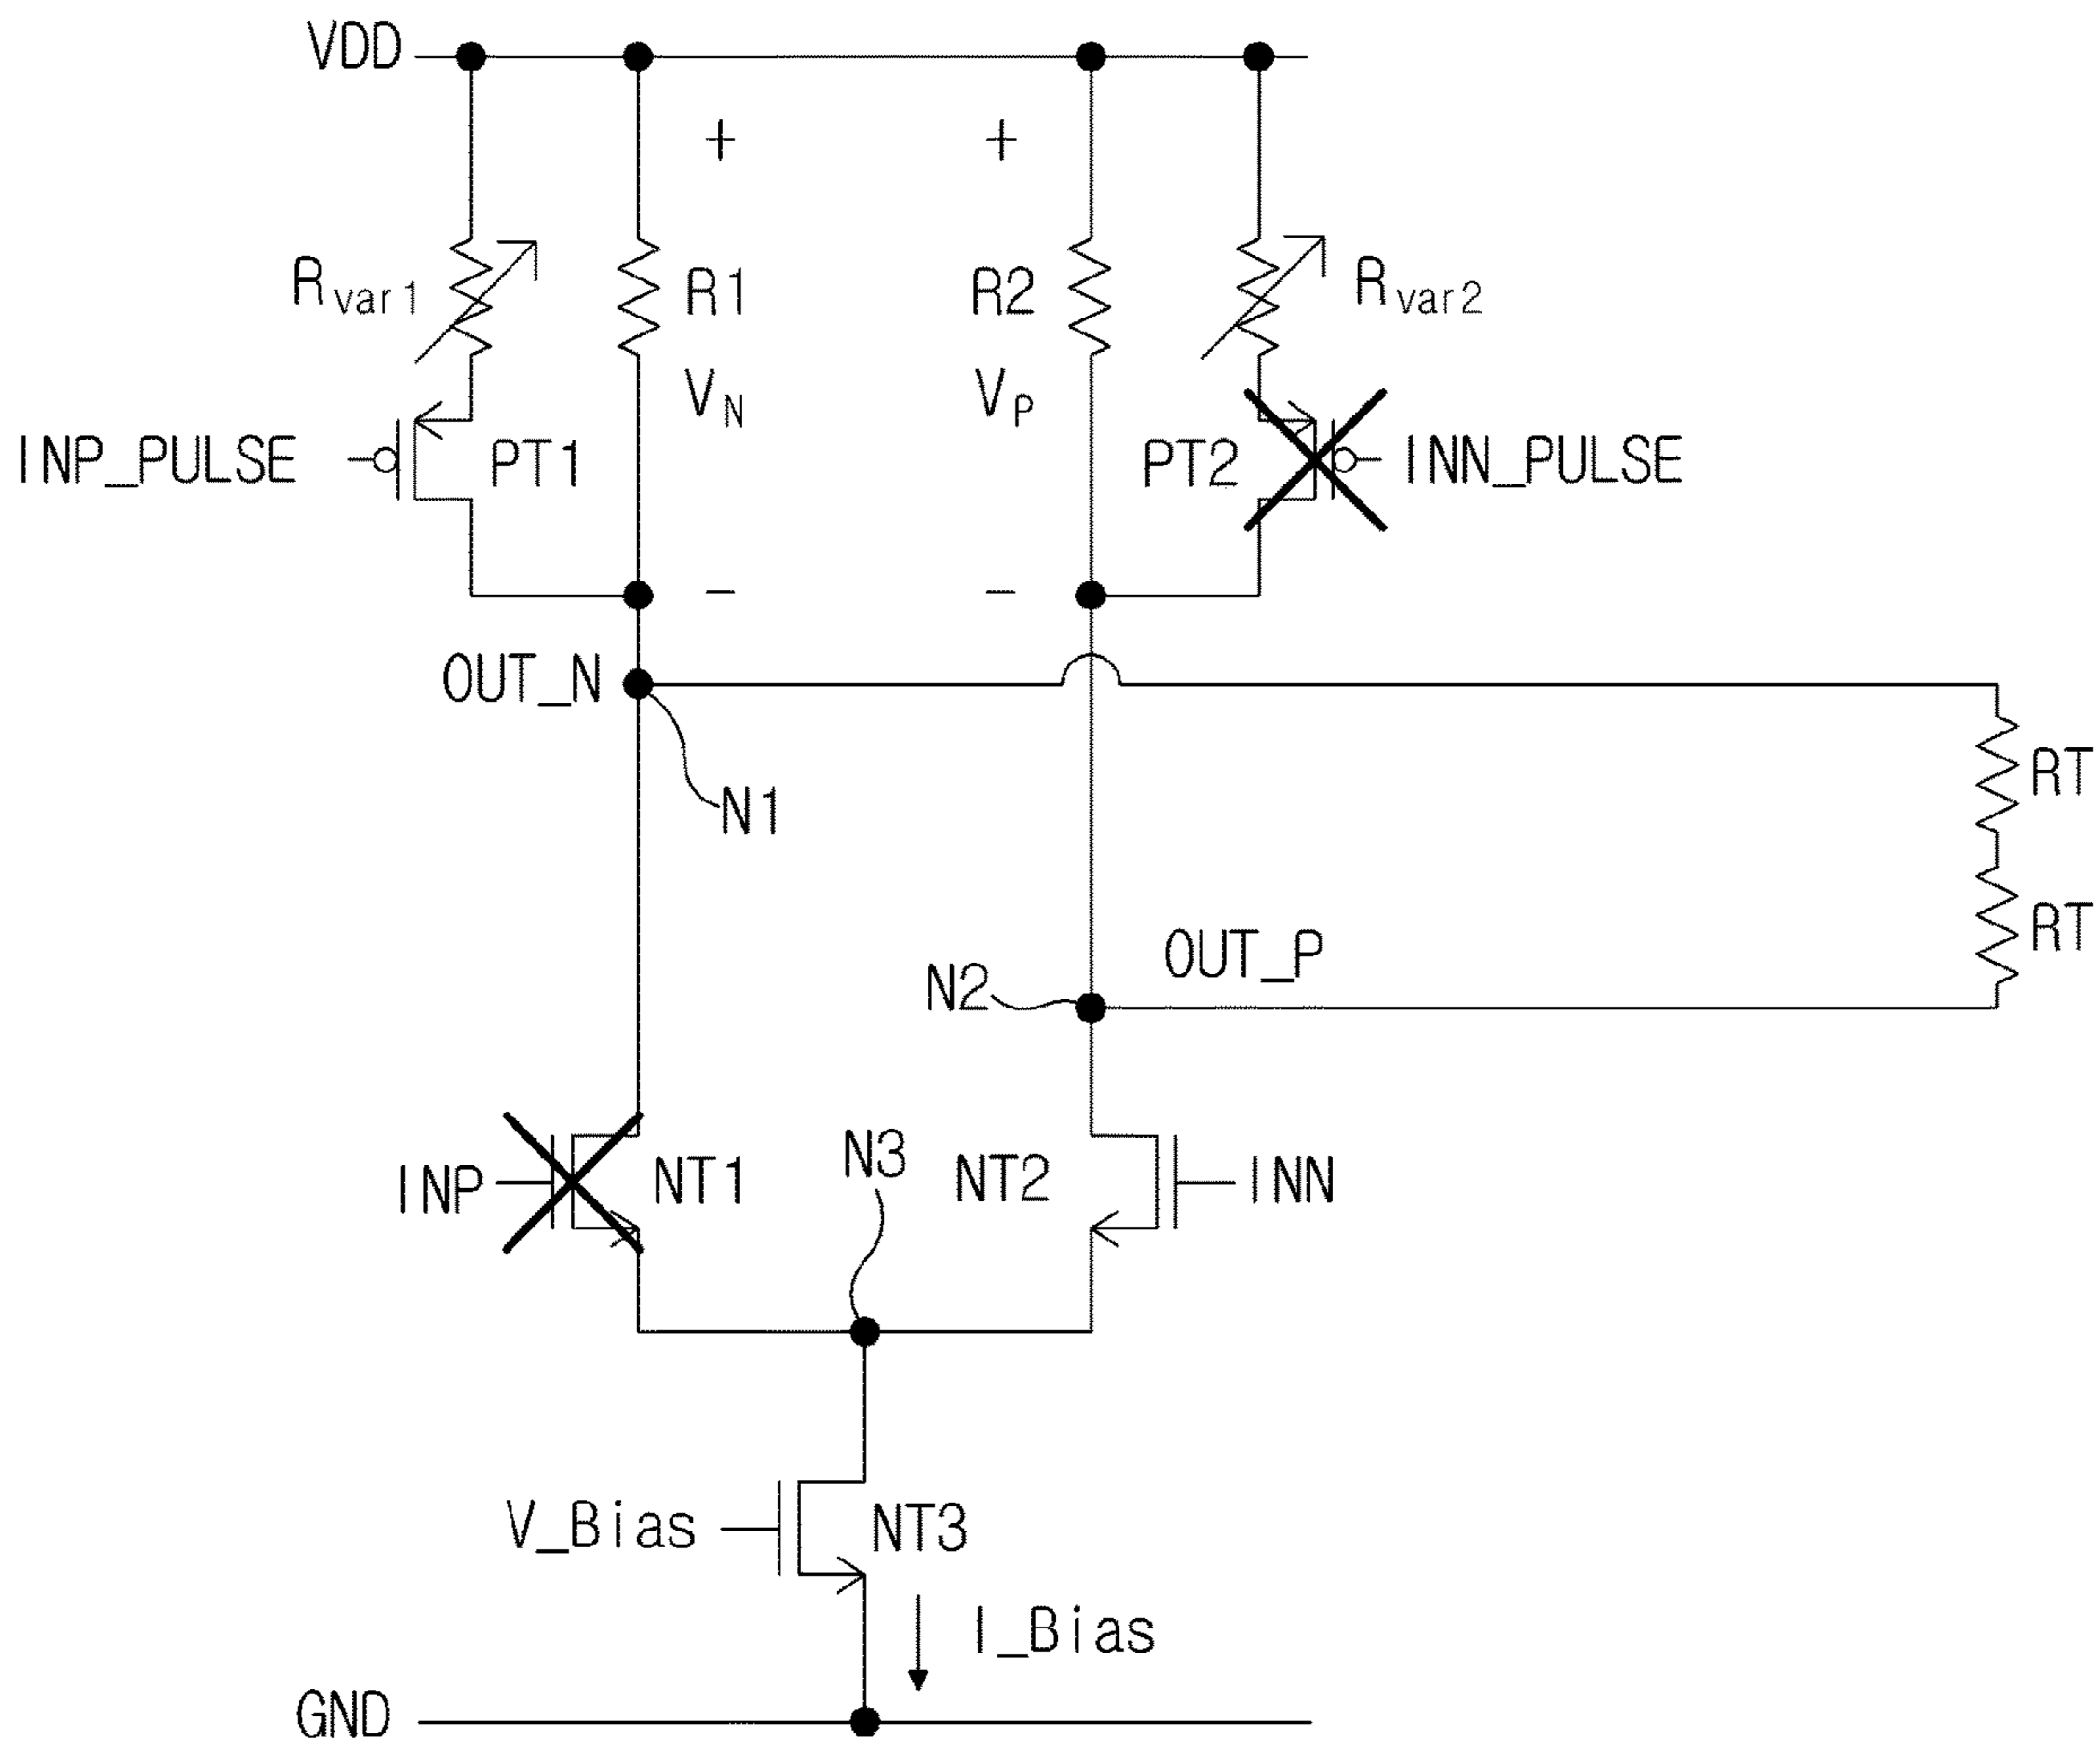 VDD
+
+
Rvar1
R1
R2
Rvar2
VN
VP
INP_PULSE
PT1
PT2
INN_PULSE
-
-
OUT_N
RT
N1
RT
OUT_P
N2
N3
INP
NT1
NT2
INN
V_Bias
NT3
I_Bias
GND